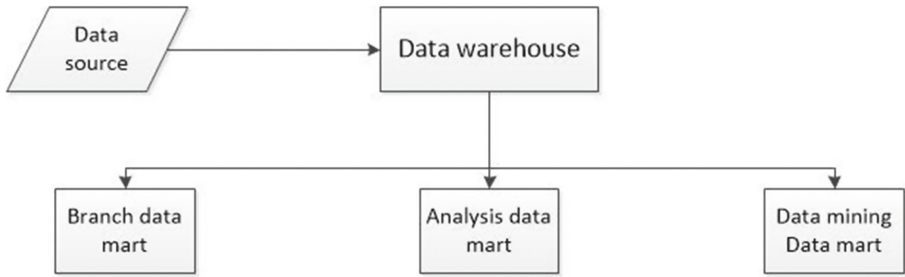 Data
source
Data warehouse
Branch data
mart
Analysis data
mart
Data mining
Data mart